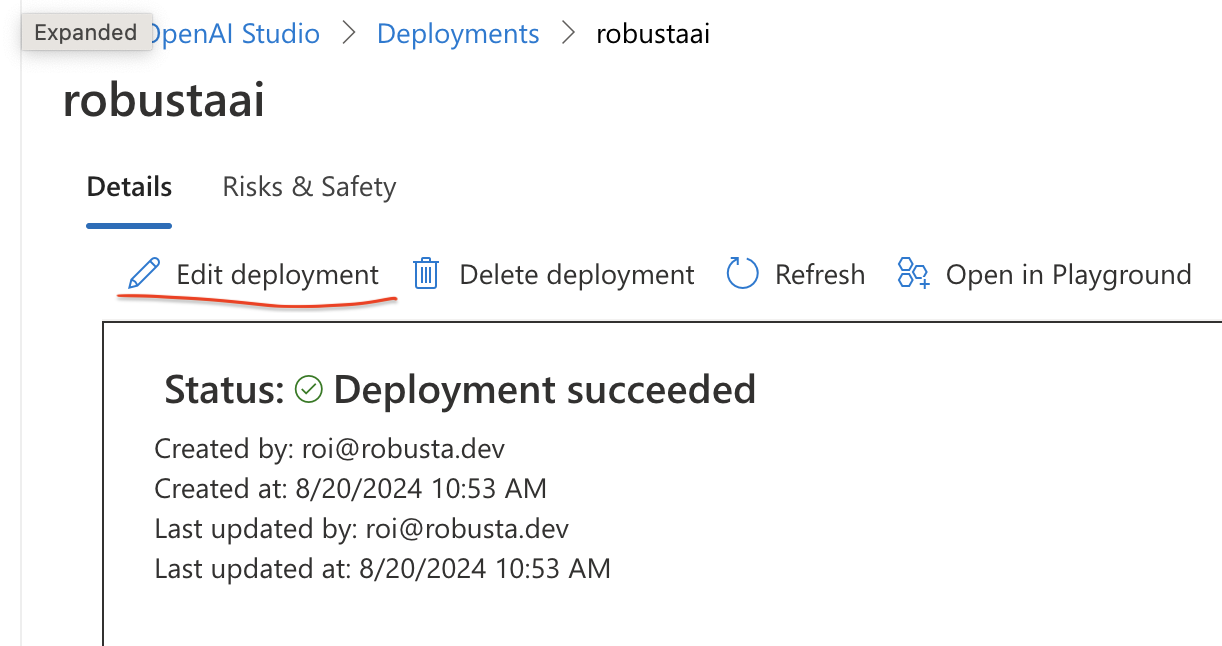 Expanded OpenAI Studio > Deployments > robustaai
robustaai
Details Risks & Safety
Edit deployment Delete deployment Refresh Open in Playground
Status: Deployment succeeded
Created by: roi@robusta.dev
Created at: 8/20/2024 10:53 AM
Last updated by: roi@robusta.dev
Last updated at: 8/20/2024 10:53 AM